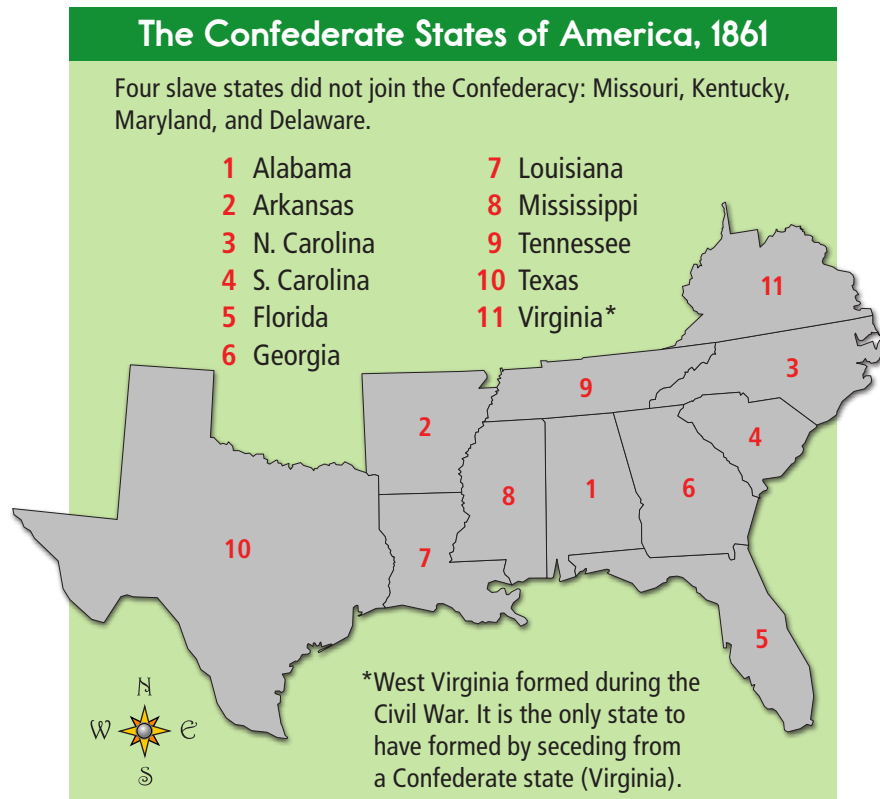 The Confederate States of America, 1861
Four slave states did not join the Confederacy: Missouri, Kentucky,
Maryland, and Delaware.
1 Alabama
2 Arkansas
3 N. Carolina
4 S. Carolina
5 Florida
6 Georgia
7 Louisiana
8 Mississippi
9 Tennessee
10 Texas
11 Virginia*
11
3
9
2
4
6
8
1
10
7
5
N
W E
S
*West Virginia formed during the
Civil War. It is the only state to
have formed by seceding from
a Confederate state (Virginia).